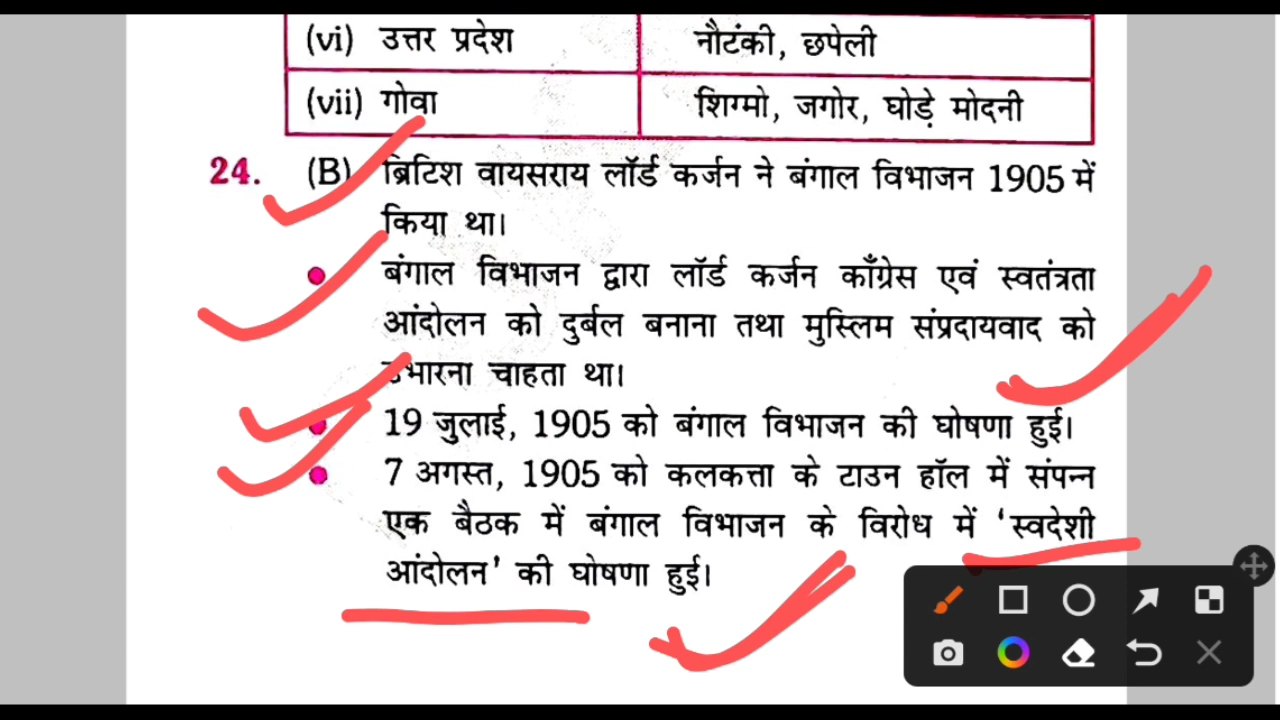 (vi) उत्तर प्रदेश नौटंकी, छपेली
(vii) गोवा शिग्मो, जगोर, घोड़े मोदनी
24. (B) ब्रिटिश वायसराय लॉर्ड कर्जन ने बंगाल विभाजन 1905 में
किया था।
बंगाल विभाजन द्वारा लॉर्ड कर्जन काँग्रेस एवं स्वतंत्रता
आंदोलन को दुर्बल बनाना तथा मुस्लिम संप्रदायवाद को
उभारना चाहता था।
19 जुलाई, 1905 को बंगाल विभाजन की घोषणा हुई।
7 अगस्त, 1905 को कलकत्ता के टाउन हॉल में संपन्न
एक बैठक में बंगाल विभाजन के विरोध में ‘स्वदेशी
आंदोलन’ की घोषणा हुई।